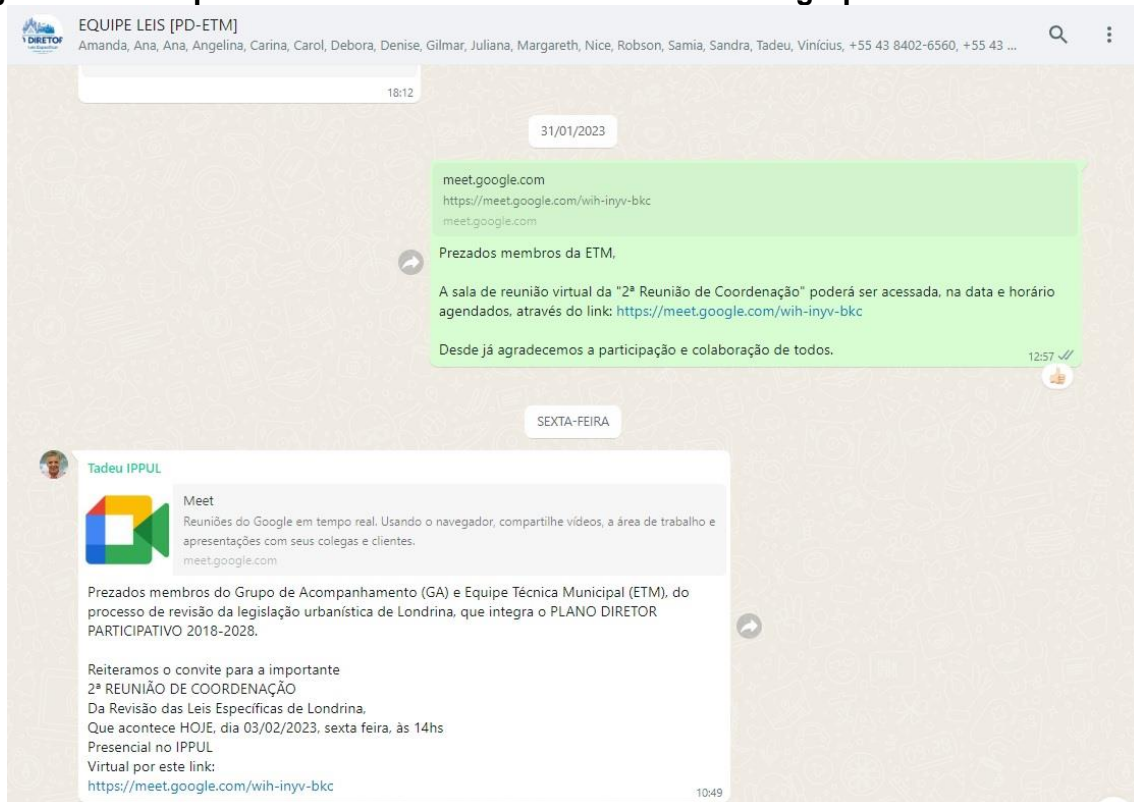 EQUIPE LEIS [PD-ETM]
Amanda, Ana, Ana, Angelina, Carina, Carol, Debora, Denise, Gilmar, Juliana, Margareth, Nice, Robson, Samia, Sandra, Tadeu, Vinícius, +55 43 8402-6560, +55 43 ...
DIRETOR
18:12
31/01/2023
meet.google.com
https://meet.google.com/wih-inyv-bkc
meet.google.com
Prezados membros da ETM,
A sala de reunião virtual da "2ª Reunião de Coordenação" poderá ser acessada, na data e horário
agendados, através do link: https://meet.google.com/wih-inyv-bkc
Desde já agradecemos a participação e colaboração de todos.
12:57
SEXTA-FEIRA
Tadeu IPPUL
Meet
Reuniões do Google em tempo real. Usando o navegador, compartilhe vídeos, a área de trabalho e
apresentações com seus colegas e clientes.
meet.google.com
Prezados membros do Grupo de Acompanhamento (GA) e Equipe Técnica Municipal (ETM), do
processo de revisão da legislação urbanística de Londrina, que integra o PLANO DIRETOR
PARTICIPATIVO 2018-2028.
Reiteramos o convite para a importante
2ª REUNIÃO DE COORDENAÇÃO
Da Revisão das Leis Específicas de Londrina,
Que acontece HOJE, dia 03/02/2023, sexta feira, às 14hs
Presencial no IPPUL
Virtual por este link:
https://meet.google.com/wih-inyv-bkc
10:49